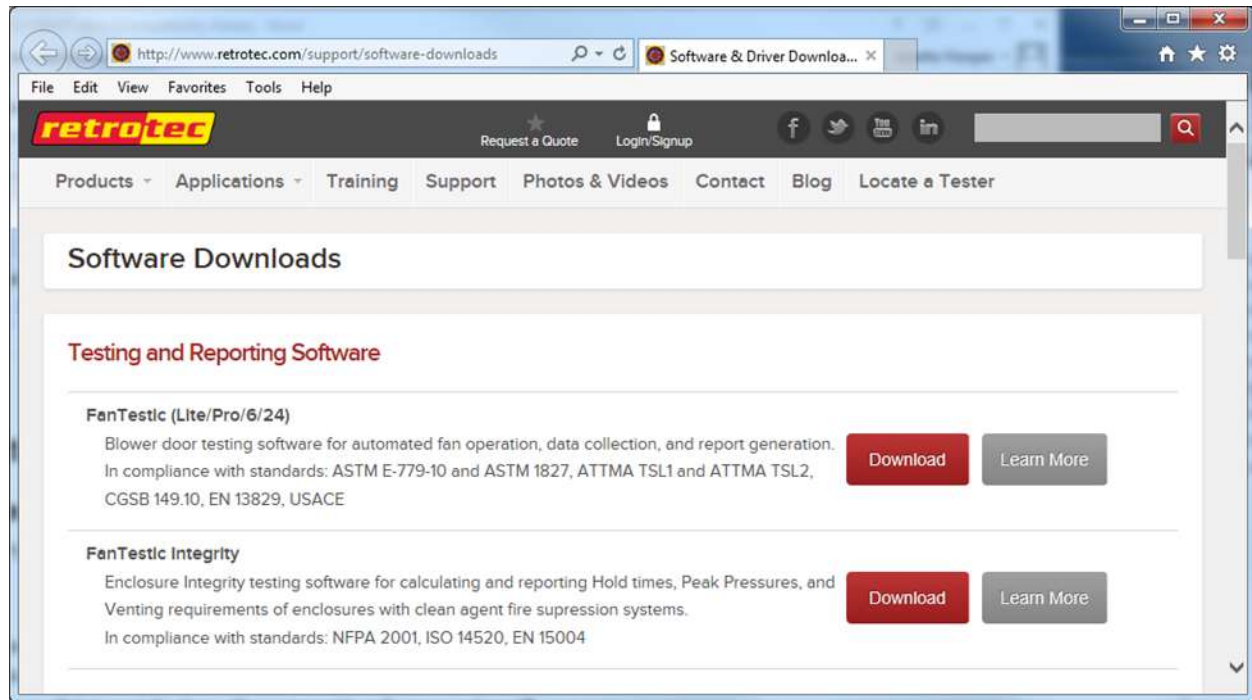 http://www.retrotec.com/support/software-downloads
Software & Driver Downloa...
File Edit View Favorites Tools Help
retrotec
Request a Quote Login/Signup
f You Tube in
Products Applications Training Support Photos & Videos Contact Blog Locate a Tester
Software Downloads
Testing and Reporting Software
FanTestic (Lite/Pro/6/24)
Blower door testing software for automated fan operation, data collection, and report generation.
In compliance with standards: ASTM E-779-10 and ASTM 1827, ATTMA TSL1 and ATTMA TSL2,
CGSB 149.10, EN 13829, USACE
Download Learn More
FanTestic Integrity
Enclosure Integrity testing software for calculating and reporting Hold times, Peak Pressures, and
Venting requirements of enclosures with clean agent fire supression systems.
In compliance with standards: NFPA 2001, ISO 14520, EN 15004
Download Learn More